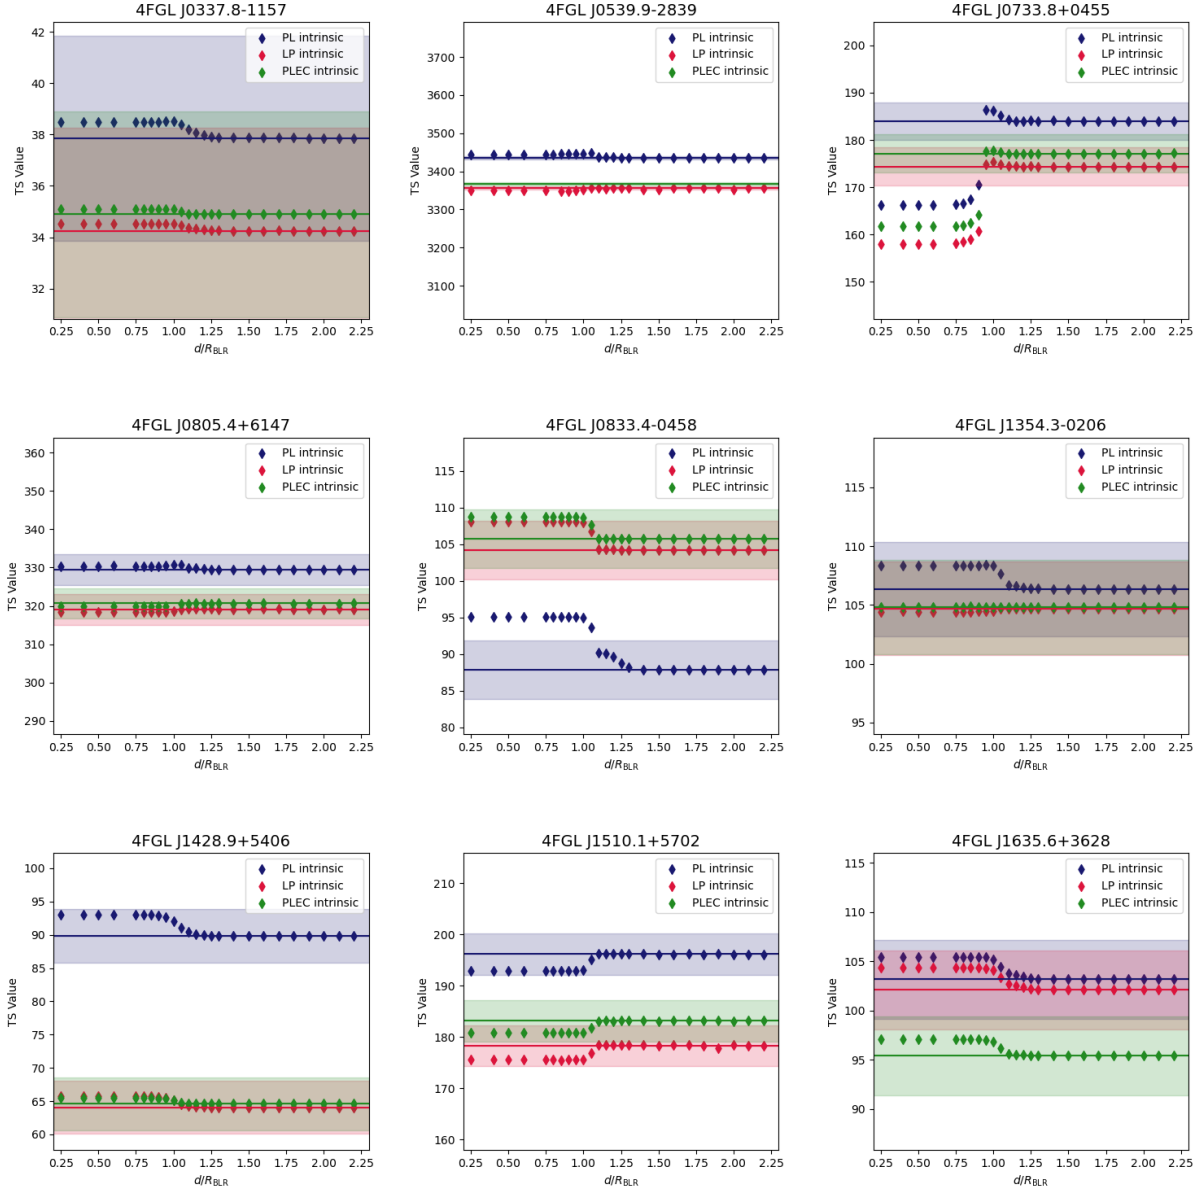 4FGL J0337.8-1157
42
40
38
36
34
32
TS Value
PL intrinsic
LP intrinsic
PLEC intrinsic
0.25 0.50 0.75 1.00 1.25 1.50 1.75 2.00 2.25
d/R_BLR
4FGL J0539.9-2839
3700
3600
3500
3400
3300
3200
3100
TS Value
PL intrinsic
LP intrinsic
PLEC intrinsic
0.25 0.50 0.75 1.00 1.25 1.50 1.75 2.00 2.25
d/R_BLR
4FGL J0733.8+0455
200
190
180
170
160
150
TS Value
PL intrinsic
LP intrinsic
PLEC intrinsic
0.25 0.50 0.75 1.00 1.25 1.50 1.75 2.00 2.25
d/R_BLR
4FGL J0805.4+6147
360
350
340
330
320
310
300
290
TS Value
PL intrinsic
LP intrinsic
PLEC intrinsic
0.25 0.50 0.75 1.00 1.25 1.50 1.75 2.00 2.25
d/R_BLR
4FGL J0833.4-0458
115
110
105
100
95
90
85
80
TS Value
PL intrinsic
LP intrinsic
PLEC intrinsic
0.25 0.50 0.75 1.00 1.25 1.50 1.75 2.00 2.25
d/R_BLR
4FGL J1354.3-0206
115
110
105
100
95
TS Value
PL intrinsic
LP intrinsic
PLEC intrinsic
0.25 0.50 0.75 1.00 1.25 1.50 1.75 2.00 2.25
d/R_BLR
4FGL J1428.9+5406
100
95
90
85
80
75
70
65
60
TS Value
PL intrinsic
LP intrinsic
PLEC intrinsic
0.25 0.50 0.75 1.00 1.25 1.50 1.75 2.00 2.25
d/R_BLR
4FGL J1510.1+5702
210
200
190
180
170
160
TS Value
PL intrinsic
LP intrinsic
PLEC intrinsic
0.25 0.50 0.75 1.00 1.25 1.50 1.75 2.00 2.25
d/R_BLR
4FGL J1635.6+3628
115
110
105
100
95
90
TS Value
PL intrinsic
LP intrinsic
PLEC intrinsic
0.25 0.50 0.75 1.00 1.25 1.50 1.75 2.00 2.25
d/R_BLR